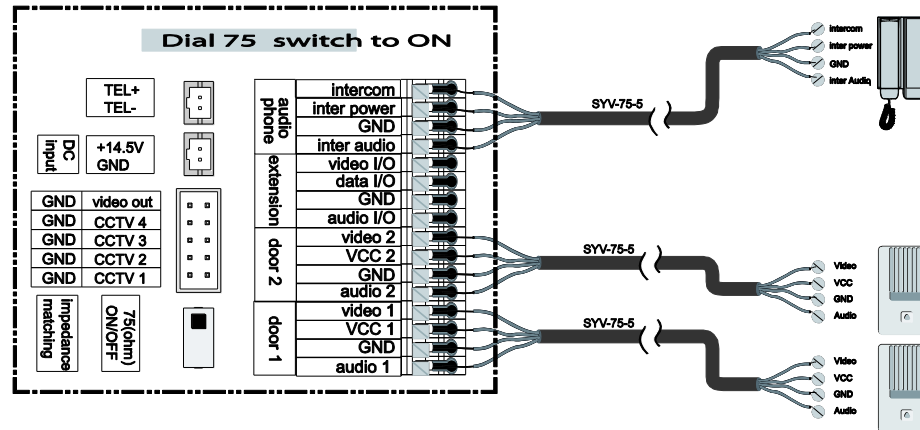 Dial 75 switch to ON
TEL+
TEL-
DC input
+14.5V
GND
GND video out
GND CCTV 4
GND CCTV 3
GND CCTV 2
GND CCTV 1
impedance matching
75(ohm)
ON/OFF
audio phone
intercom
inter power
GND
inter audio
extension
video I/O
data I/O
GND
audio I/O
door 2
video 2
VCC 2
GND
audio 2
door 1
video 1
VCC 1
GND
audio 1
SYV-75-5
intercom
inter power
GND
inter Audio
SYV-75-5
Video
VCC
GND
Audio
SYV-75-5
Video
VCC
GND
Audio